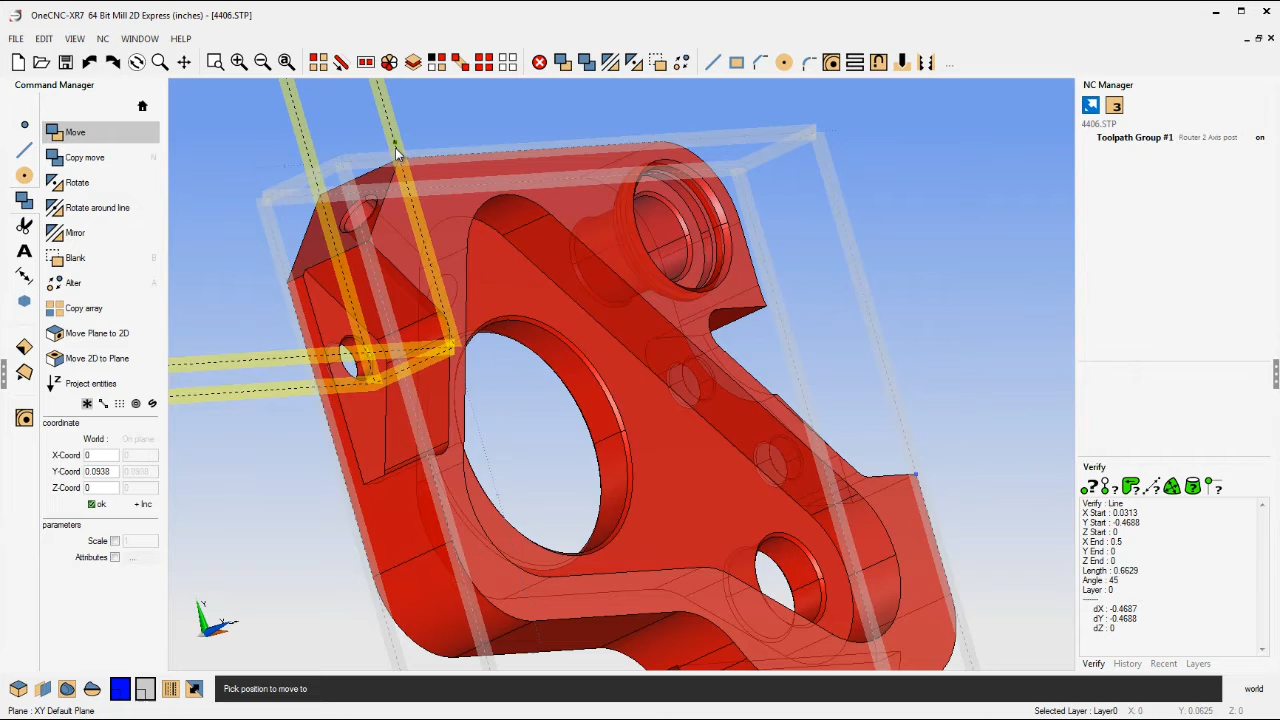 OneCNC-XR7 64 Bit Mill 2D Express (inches) - [4406.STP]
FILE EDIT VIEW NC WINDOW HELP
Command Manager
Move
Copy move N
Rotate
Rotate around line
Mirror
Blank B
Alter A
Copy array
Move Plane to 2D
Move 2D to Plane
Project entities
coordinate
World : On plane
X-Coord 0 0
Y-Coord 0.0938 0.0938
Z-Coord 0 0
ok + Inc
parameters
Scale 1
Attributes ...
NC Manager
3
4406.STP
Toolpath Group #1 Router 2 Axis post on
Verify
Verify : Line
X Start : 0.0313
Y Start : -0.4688
Z Start : 0
X End : 0.5
Y End : 0
Z End : 0
Length : 0.6629
Angle : 45
Layer : 0
------
dX : -0.4687
dY : -0.4688
dZ : 0
Verify History Recent Layers
Pick position to move to
world
Plane : XY Default Plane
Selected Layer : Layer0 X: 0 Y: 0.0625 Z: 0